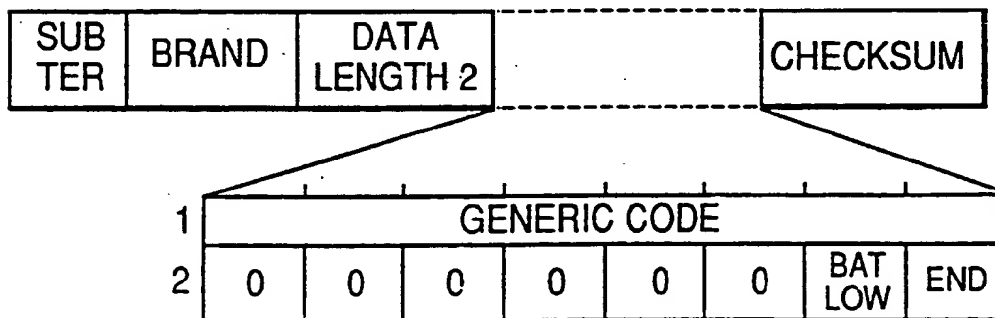 SUB TER BRAND DATA LENGTH 2 CHECKSUM
1 GENERIC CODE
2 0 0 0 0 0 0 BAT LOW END